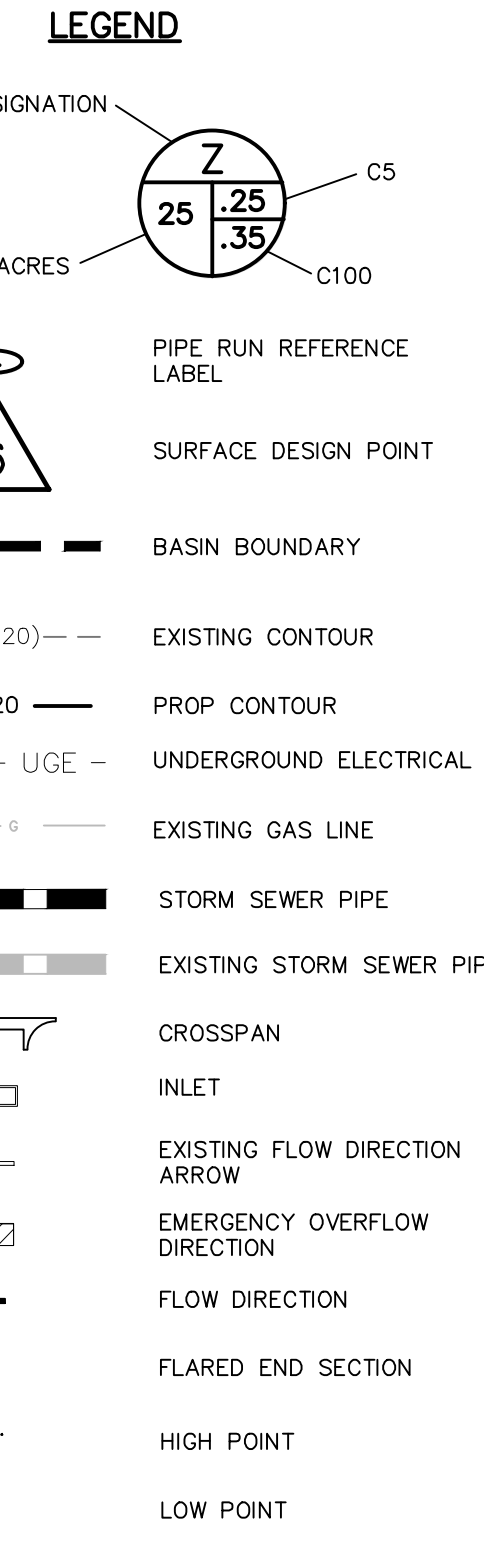 LEGEND
SIGNATION
Z
C5
25
.25
.35
ACRES
C100
PIPE RUN REFERENCE
LABEL
SURFACE DESIGN POINT
BASIN BOUNDARY
20)
EXISTING CONTOUR
20
PROP CONTOUR
UGE
UNDERGROUND ELECTRICAL
G
EXISTING GAS LINE
STORM SEWER PIPE
EXISTING STORM SEWER PIP
CROSSPAN
INLET
EXISTING FLOW DIRECTION
ARROW
EMERGENCY OVERFLOW
DIRECTION
FLOW DIRECTION
FLARED END SECTION
HIGH POINT
LOW POINT